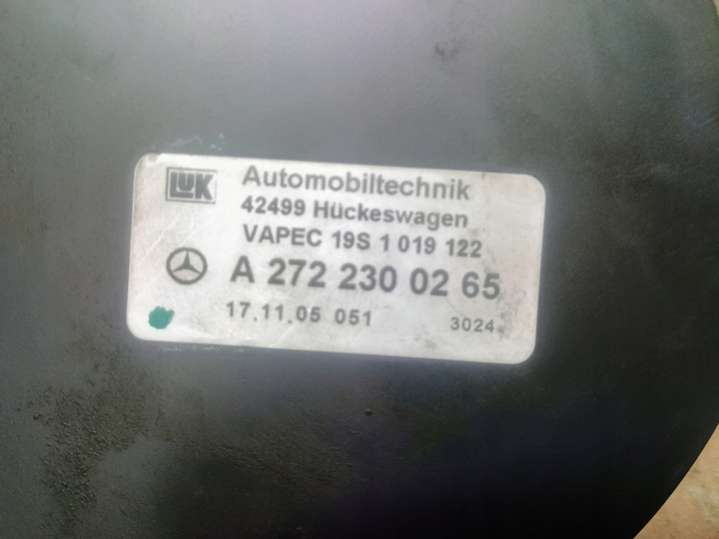 LUK Automobiltechnik
42499 Hückeswagen
VAPEC 19S 1 019 122
A 272 230 02 65
17.11.05 051 3024